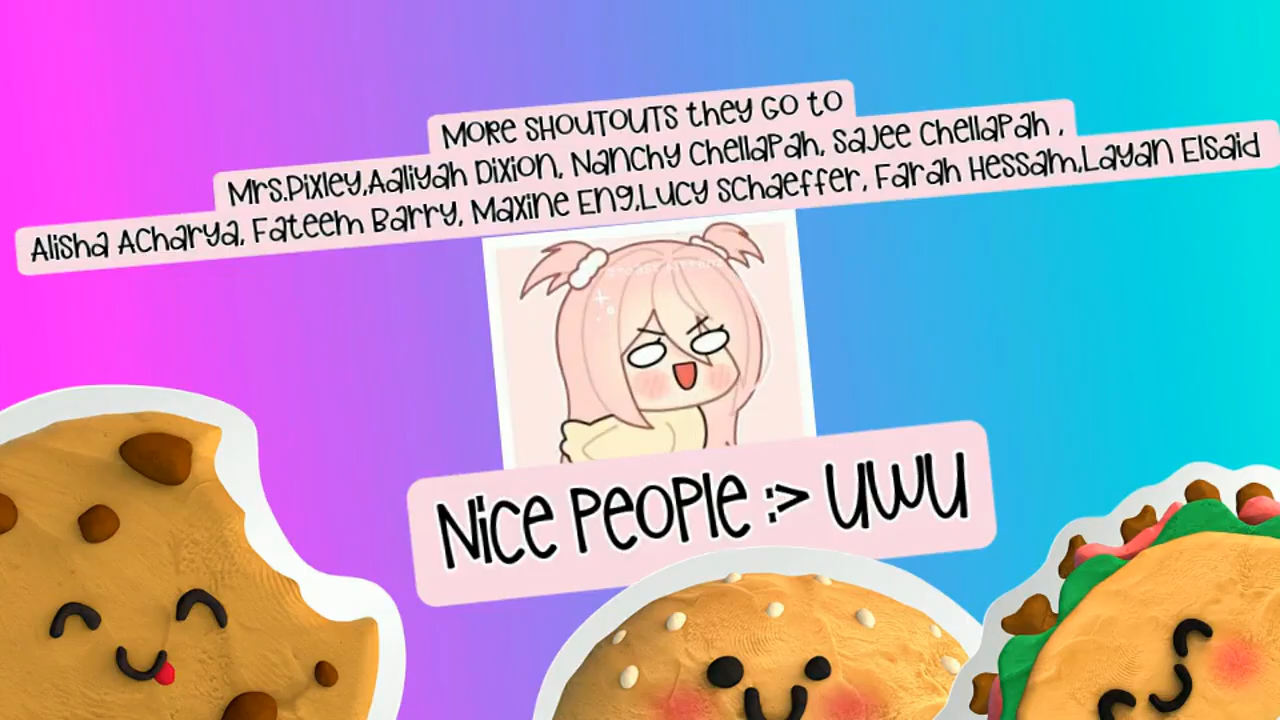 MORE SHOUTOUTS they GO to
Mrs.Pixley,Aaliyah Dixion, Nanchy Chellapah, Sajee Chellapah ,
Alisha Acharya, Fateem Barry, Maxine Eng,Lucy Schaeffer, Farah Hessam,Layan Elsaid
Nice People :> UWU